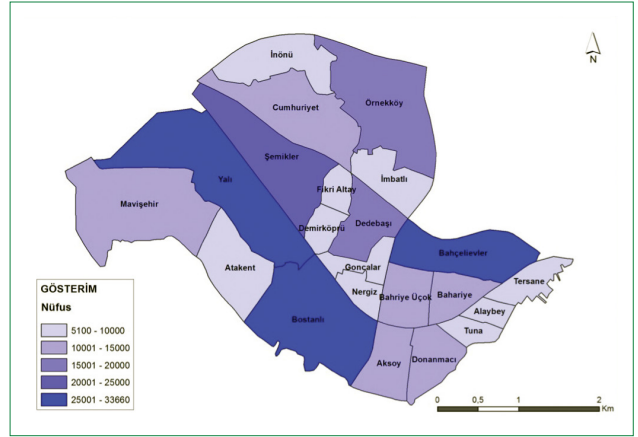 İnönü
N
Cumhuriyet
Örnekköy
Şemikler
Yalı
Fikri Altay
İmbatlı
Mavişehir
Demirköprü
Dedebaşı
Bahçelievler
Atakent
Gonçalar
Tersane
Nergiz
Bahriye Üçok
Bahariye
Alaybey
Bostanlı
Tuna
Aksoy
Donanmacı
GÖSTERİM
Nüfus
5100 - 10000
10001 - 15000
15001 - 20000
20001 - 25000
25001 - 33660
0 0,5 1 2
Km